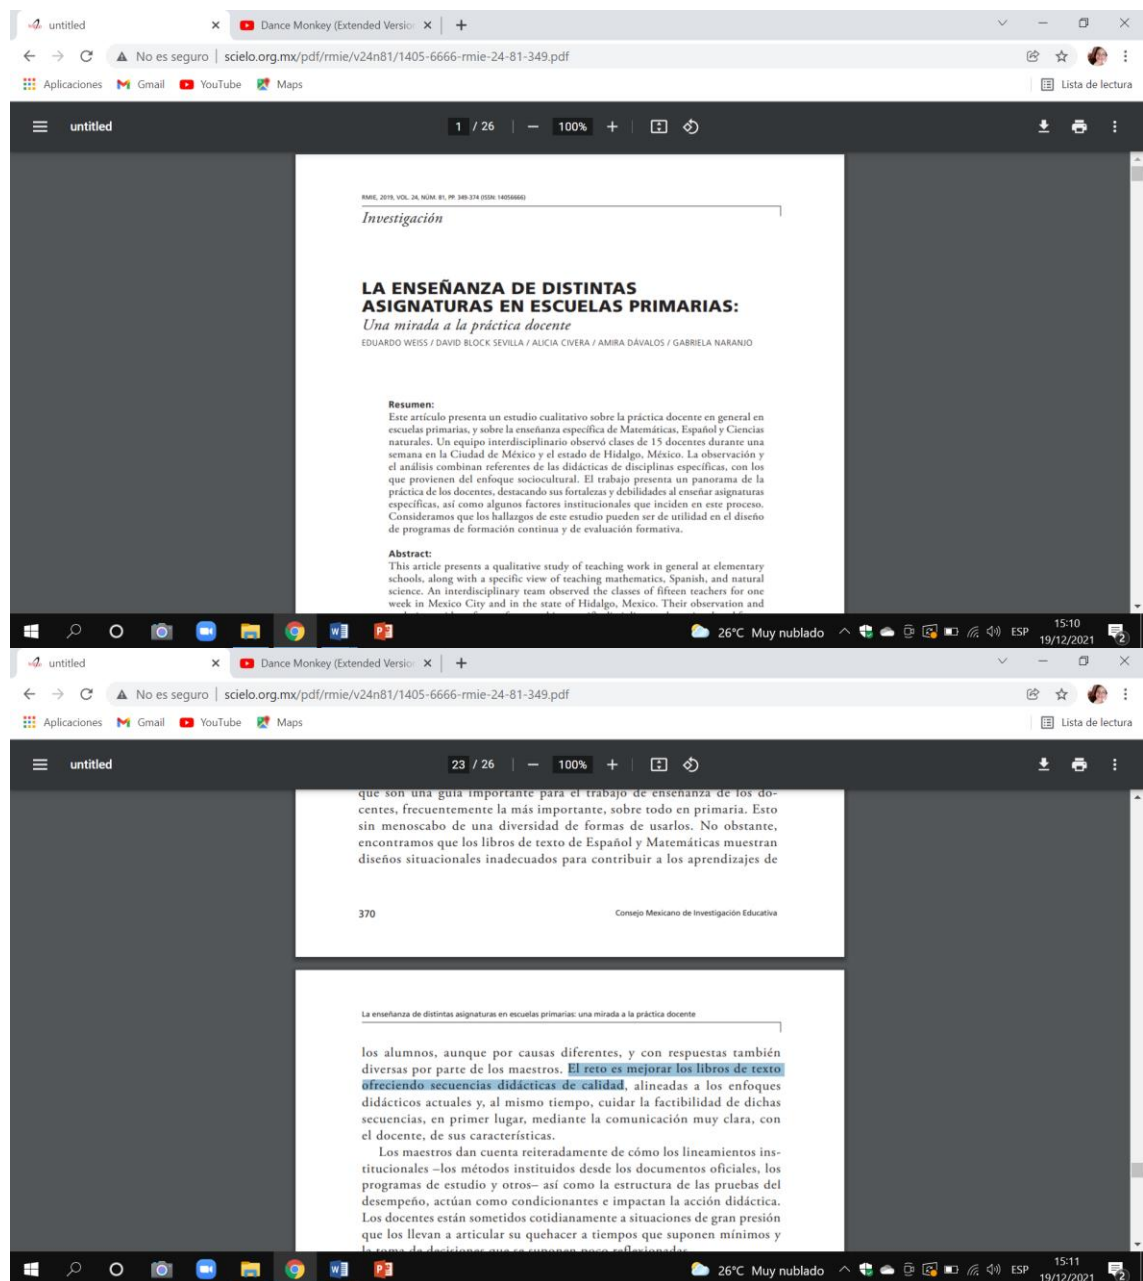 untitled
Dance Monkey (Extended Versio
No es seguro | scielo.org.mx/pdf/rmie/v24n81/1405-6666-rmie-24-81-349.pdf
Aplicaciones Gmail YouTube Maps Lista de lectura
untitled 1 / 26 | − 100% + |
RMIE, 2019, VOL. 24, NÚM. 81, PP. 349-374 (ISSN: 14056666)
Investigación
LA ENSEÑANZA DE DISTINTAS
ASIGNATURAS EN ESCUELAS PRIMARIAS:
Una mirada a la práctica docente
EDUARDO WEISS / DAVID BLOCK SEVILLA / ALICIA CIVERA / AMIRA DÁVALOS / GABRIELA NARANJO
Resumen:
Este artículo presenta un estudio cualitativo sobre la práctica docente en general en
escuelas primarias, y sobre la enseñanza específica de Matemáticas, Español y Ciencias
naturales. Un equipo interdisciplinario observó clases de 15 docentes durante una
semana en la Ciudad de México y el estado de Hidalgo, México. La observación y
el análisis combinan referentes de las didácticas de disciplinas específicas, con los
que provienen del enfoque sociocultural. El trabajo presenta un panorama de la
práctica de los docentes, destacando sus fortalezas y debilidades al enseñar asignaturas
específicas, así como algunos factores institucionales que inciden en este proceso.
Consideramos que los hallazgos de este estudio pueden ser de utilidad en el diseño
de programas de formación continua y de evaluación formativa.
Abstract:
This article presents a qualitative study of teaching work in general at elementary
schools, along with a specific view of teaching mathematics, Spanish, and natural
science. An interdisciplinary team observed the classes of fifteen teachers for one
week in Mexico City and in the state of Hidalgo, Mexico. Their observation and
26°C Muy nublado ESP 15:10
19/12/2021 2
untitled
Dance Monkey (Extended Versio
No es seguro | scielo.org.mx/pdf/rmie/v24n81/1405-6666-rmie-24-81-349.pdf
Aplicaciones Gmail YouTube Maps Lista de lectura
untitled 23 / 26 | − 100% + |
que son una guía importante para el trabajo de enseñanza de los do-
centes, frecuentemente la más importante, sobre todo en primaria. Esto
sin menoscabo de una diversidad de formas de usarlos. No obstante,
encontramos que los libros de texto de Español y Matemáticas muestran
diseños situacionales inadecuados para contribuir a los aprendizajes de
370 Consejo Mexicano de Investigación Educativa
La enseñanza de distintas asignaturas en escuelas primarias: una mirada a la práctica docente
los alumnos, aunque por causas diferentes, y con respuestas también
diversas por parte de los maestros. El reto es mejorar los libros de texto
ofreciendo secuencias didácticas de calidad, alineadas a los enfoques
didácticos actuales y, al mismo tiempo, cuidar la factibilidad de dichas
secuencias, en primer lugar, mediante la comunicación muy clara, con
el docente, de sus características.
Los maestros dan cuenta reiteradamente de cómo los lineamientos ins-
titucionales –los métodos instituidos desde los documentos oficiales, los
programas de estudio y otros– así como la estructura de las pruebas del
desempeño, actúan como condicionantes e impactan la acción didáctica.
Los docentes están sometidos cotidianamente a situaciones de gran presión
que los llevan a articular su quehacer a tiempos que suponen mínimos y
la toma de decisiones que se suponen poco reflexionadas
26°C Muy nublado ESP 15:11
19/12/2021 2